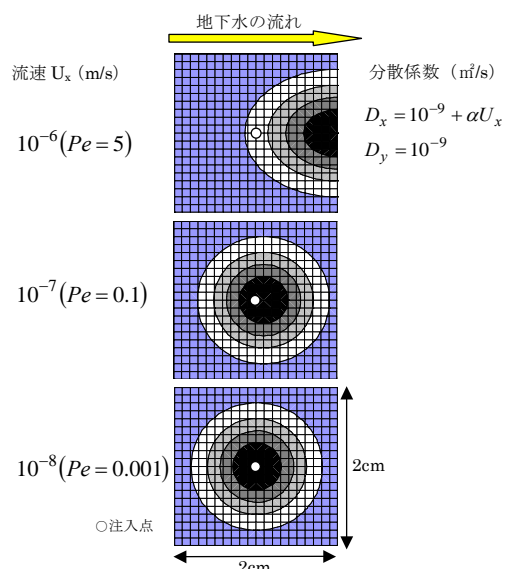 地下水の流れ
流速 Uₓ (m/s)
分散係数 (㎡/s)
Dₓ = 10⁻⁹ + αUₓ
D_y = 10⁻⁹
10⁻⁶(Pe = 5)
10⁻⁷(Pe = 0.1)
10⁻⁸(Pe = 0.001)
2cm
○注入点
2cm